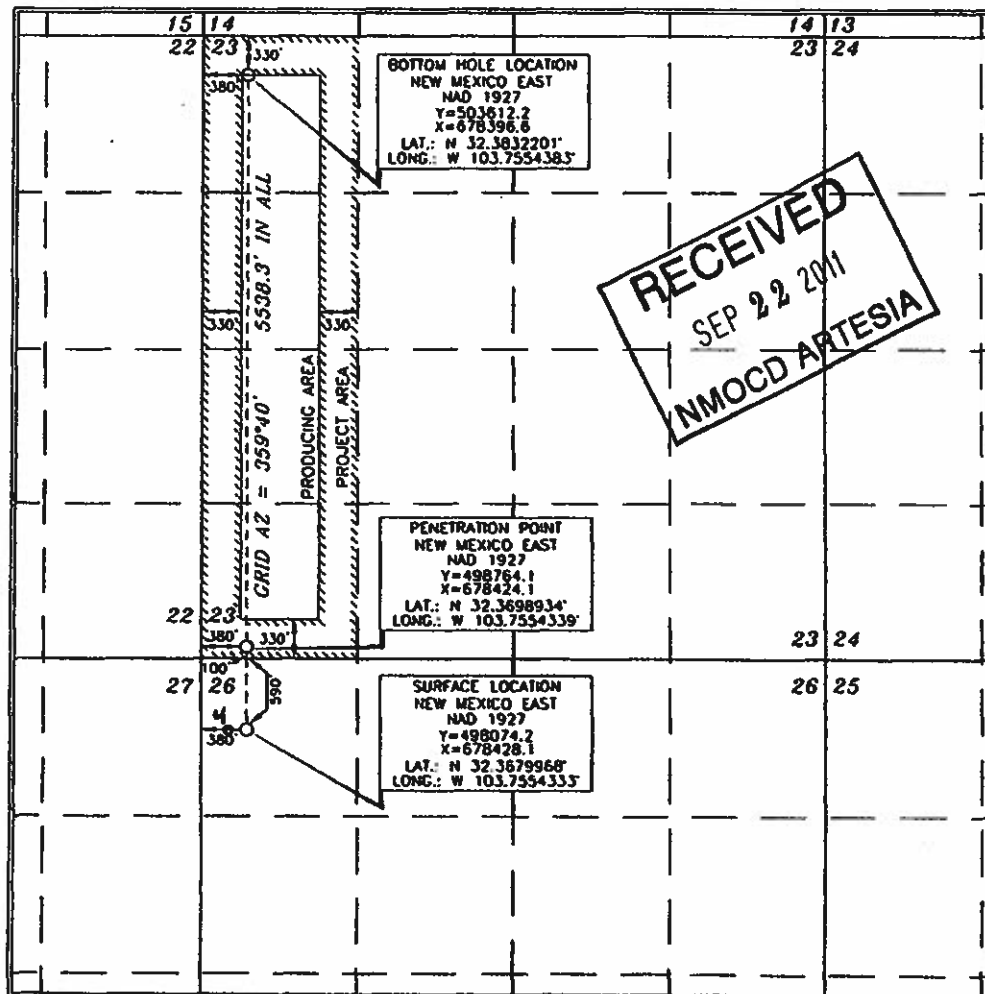 15 14
14 13
22 23
23 24
330'
380'
BOTTOM HOLE LOCATION
NEW MEXICO EAST
NAD 1927
Y=503612.2
X=678396.6
LAT.: N 32.3832201°
LONG.: W 103.7554383°
RECEIVED
SEP 22 2011
NMOCD ARTESIA
GRID AZ = 359°40' 5538.3' IN ALL
330'
330'
PRODUCING AREA
PROJECT AREA
PENETRATION POINT
NEW MEXICO EAST
NAD 1927
Y=498764.1
X=678424.1
LAT.: N 32.3698934°
LONG.: W 103.7554339°
22 23
23 24
380'
330'
100'
27 26
26 25
590'
380'
SURFACE LOCATION
NEW MEXICO EAST
NAD 1927
Y=498074.2
X=678428.1
LAT.: N 32.3679968°
LONG.: W 103.7554333°